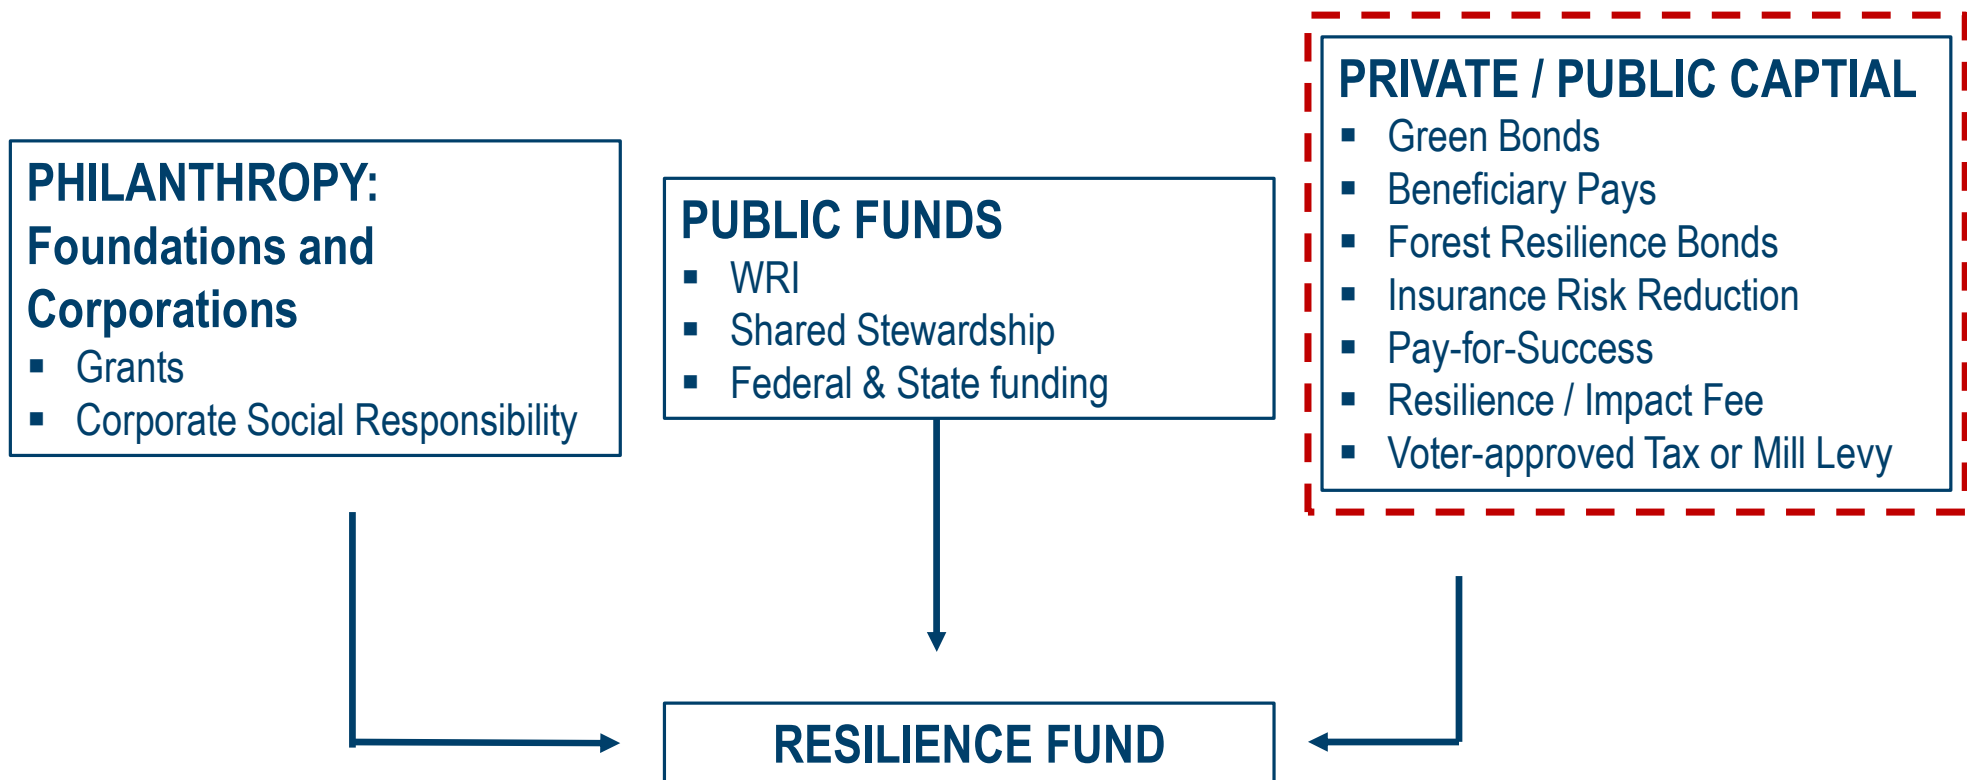 PHILANTHROPY:
Foundations and
Corporations
▪ Grants
▪ Corporate Social Responsibility
PUBLIC FUNDS
▪ WRI
▪ Shared Stewardship
▪ Federal & State funding
PRIVATE / PUBLIC CAPTIAL
▪ Green Bonds
▪ Beneficiary Pays
▪ Forest Resilience Bonds
▪ Insurance Risk Reduction
▪ Pay-for-Success
▪ Resilience / Impact Fee
▪ Voter-approved Tax or Mill Levy
RESILIENCE FUND